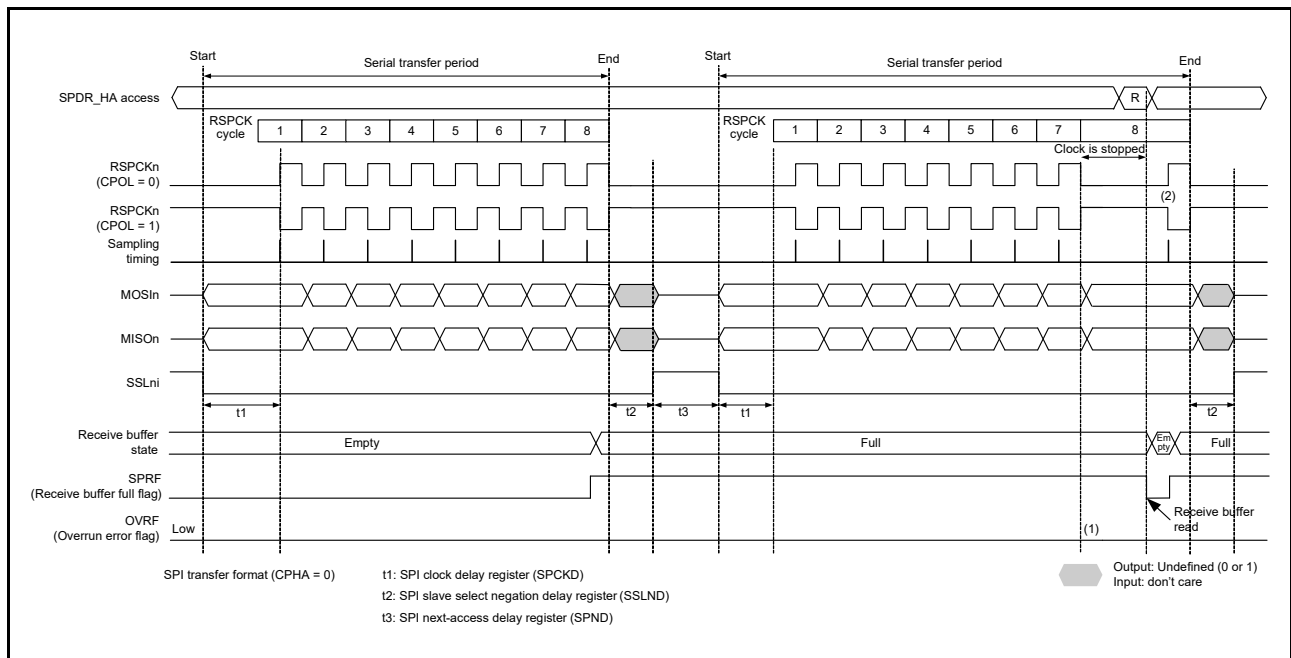 Start
Serial transfer period
End
Start
Serial transfer period
End
SPDR_HA access
R
RSPCK
cycle
1 2 3 4 5 6 7 8
RSPCK
cycle
1 2 3 4 5 6 7 8
Clock is stopped
RSPCKn
(CPOL = 0)
(2)
RSPCKn
(CPOL = 1)
Sampling
timing
MOSIn
MISOn
SSLni
t1
t2
t3
t1
t2
Receive buffer
state
Empty
Full
Em
pty
Full
SPRF
(Receive buffer full flag)
Receive buffer
read
OVRF
(Overrun error flag)
Low
(1)
SPI transfer format (CPHA = 0)
t1: SPI clock delay register (SPCKD)
t2: SPI slave select negation delay register (SSLND)
t3: SPI next-access delay register (SPND)
Output: Undefined (0 or 1)
Input: don't care